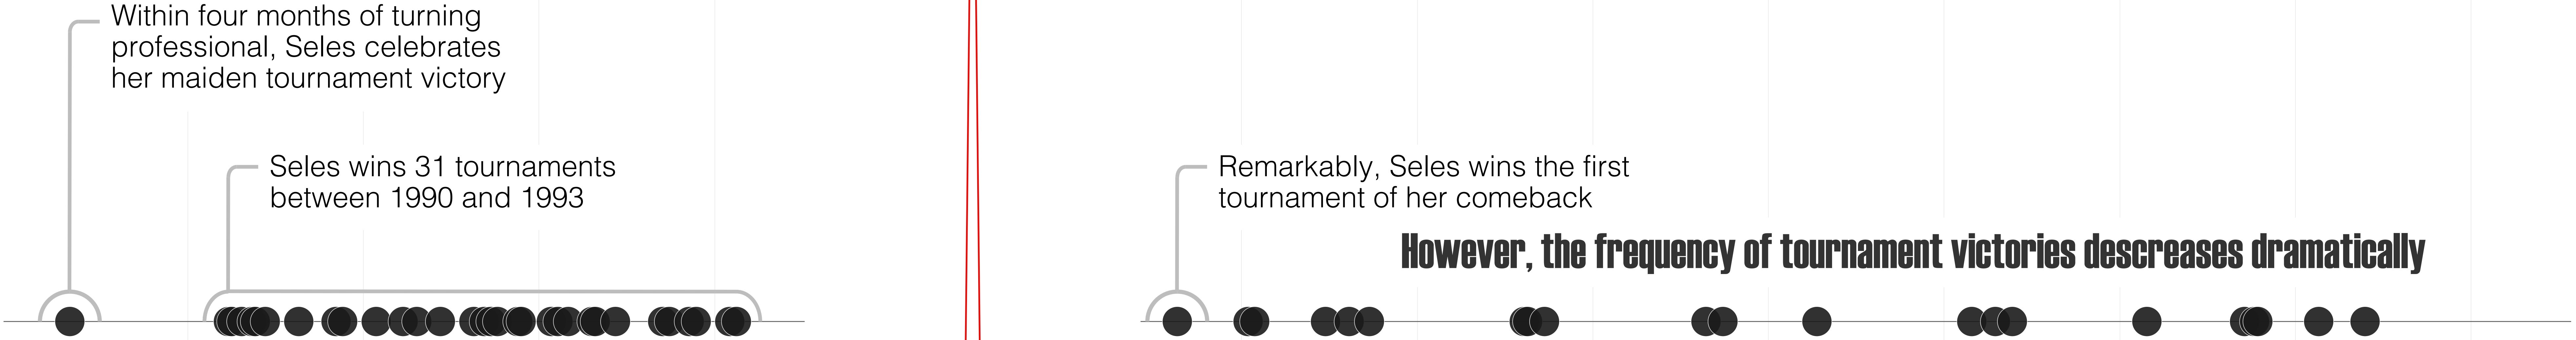 Within four months of turning
professional, Seles celebrates
her maiden tournament victory
Seles wins 31 tournaments
between 1990 and 1993
Remarkably, Seles wins the first
tournament of her comeback
However, the frequency of tournament victories descreases dramatically